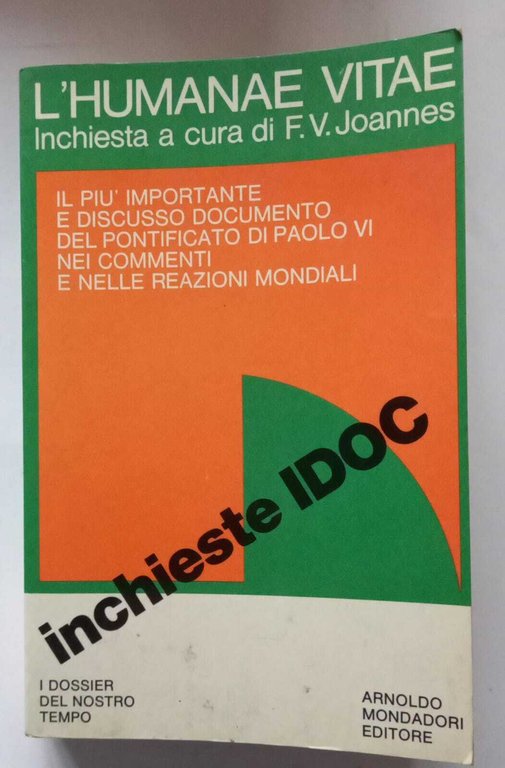 L'HUMANAE VITAE
Inchiesta a cura di F.V. Joannes
IL PIU' IMPORTANTE
E DISCUSSO DOCUMENTO
DEL PONTIFICATO DI PAOLO VI
NEI COMMENTI
E NELLE REAZIONI MONDIALI
inchieste IDOC
I DOSSIER
DEL NOSTRO
TEMPO
ARNOLDO
MONDADORI
EDITORE